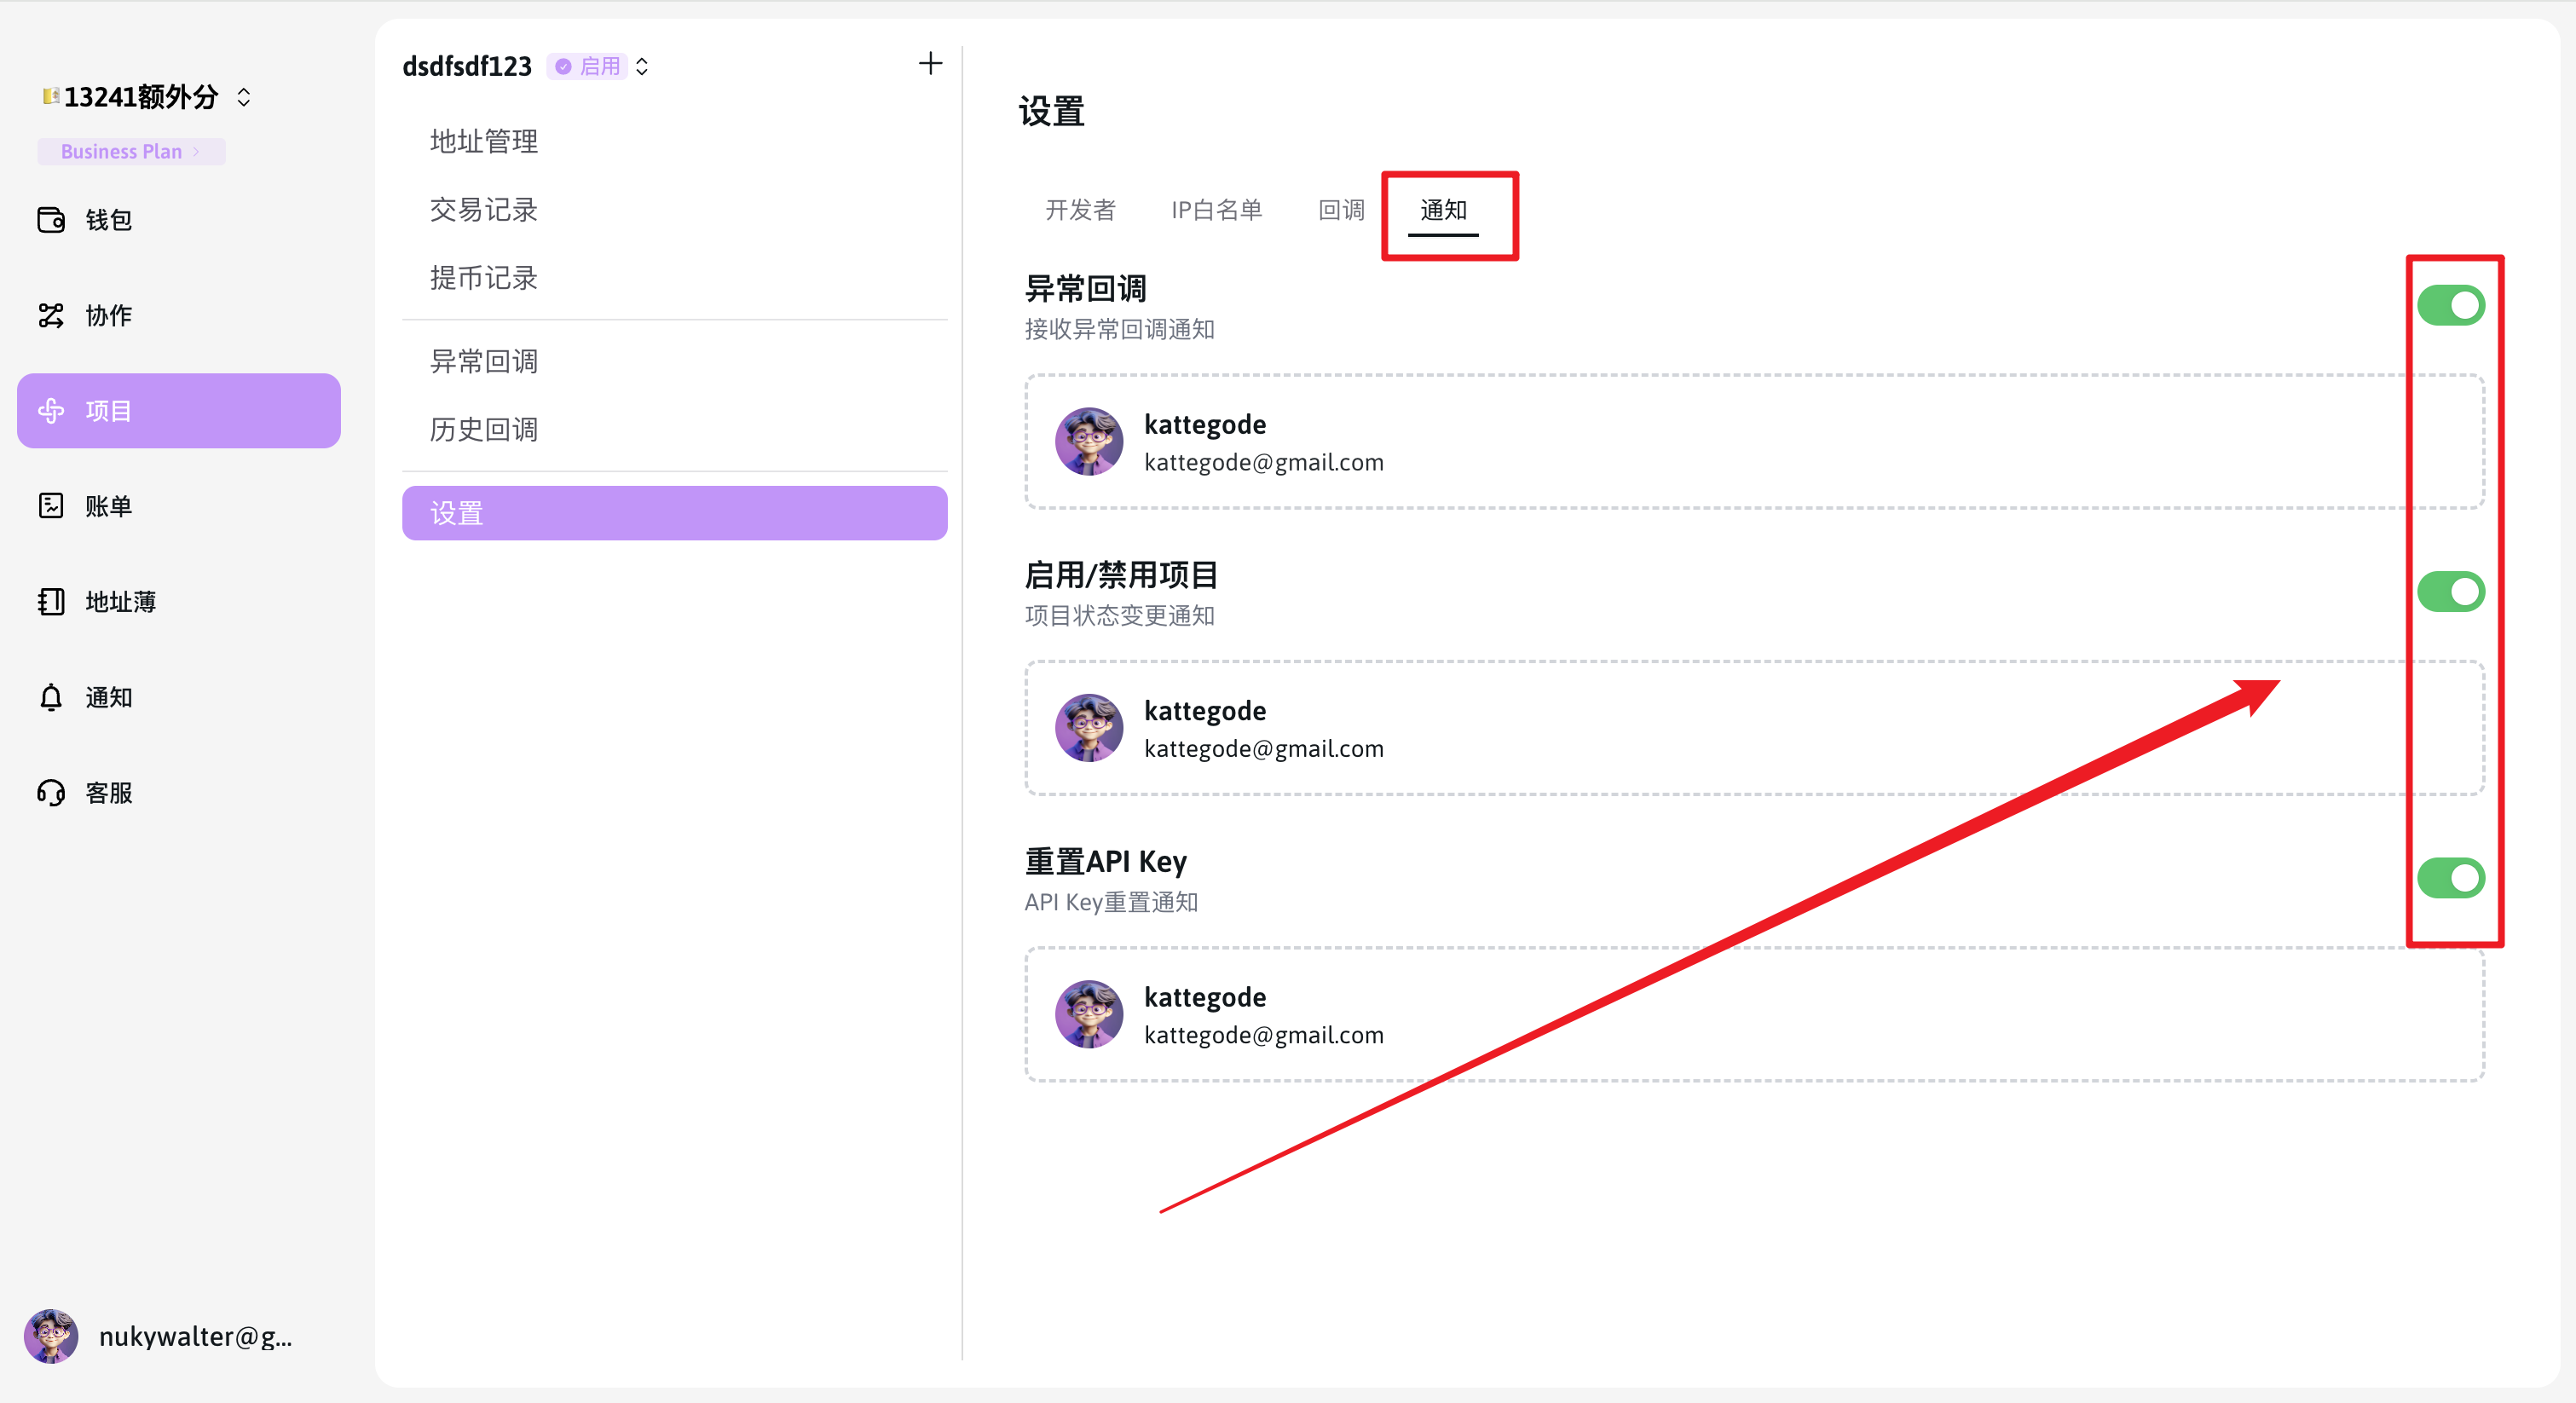 13241额外分
Business Plan
钱包
协作
项目
账单
地址薄
通知
客服
nukywalter@g...
dsdfsdf123 启用
地址管理
交易记录
提币记录
异常回调
历史回调
设置
设置
开发者 IP白名单 回调 通知
异常回调
接收异常回调通知
kattegode
kattegode@gmail.com
启用/禁用项目
项目状态变更通知
kattegode
kattegode@gmail.com
重置API Key
API Key重置通知
kattegode
kattegode@gmail.com